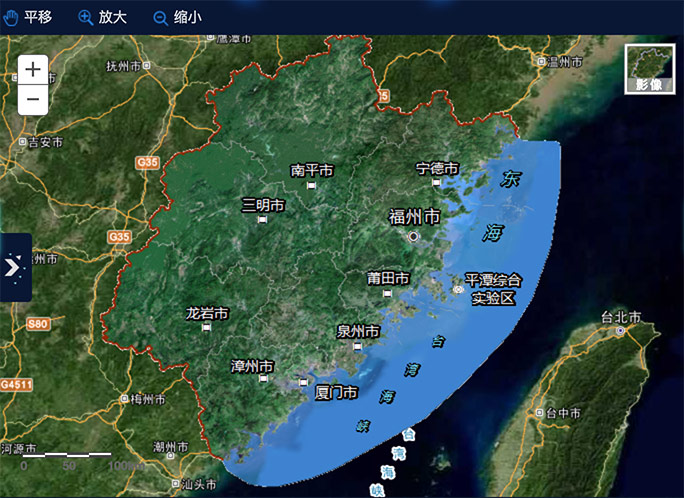 平移 放大 缩小
鹰潭市
抚州市
温州市
影像
吉安市
G35
南平市
宁德市
东
三明市
福州市
海
G35
莆田市
平潭综合
实验区
龙岩市
S80
泉州市
台
湾
海
峡
台北市
漳州市
厦门市
G4511
梅州市
台中市
河源市
潮州市
0 50 100km
汕头市
台
湾
海
峡